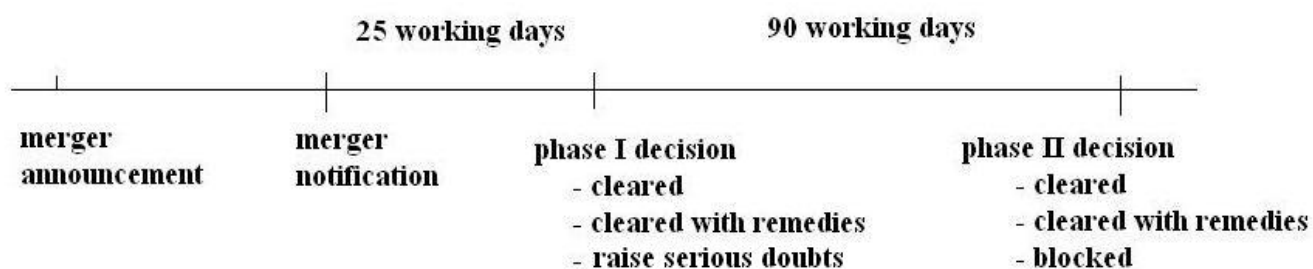 25 working days
90 working days
merger
announcement
merger
notification
phase I decision
- cleared
- cleared with remedies
- raise serious doubts
phase II decision
- cleared
- cleared with remedies
- blocked